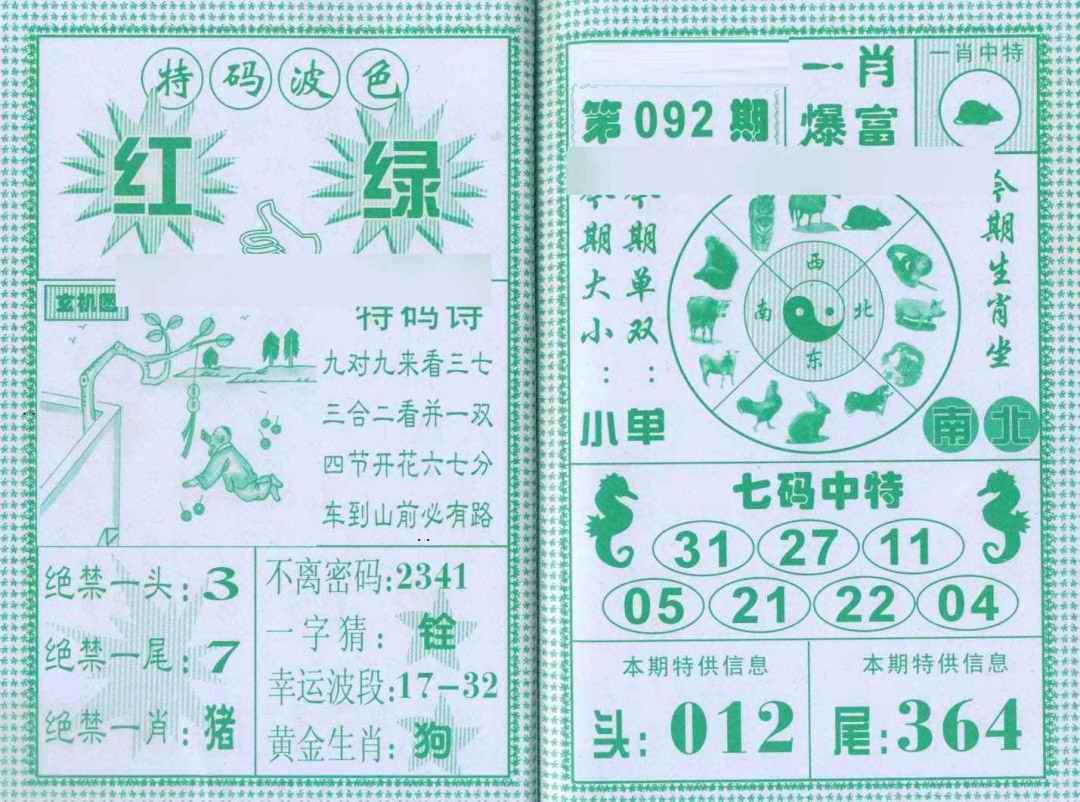 特码波色
红 绿
玄机图
特码诗
九对九来看三七
三合二看并一双
四节开花六七分
车到山前必有路
绝禁一头:3
绝禁一尾:7
绝禁一肖:猪
不离密码:2341
一字猜:铨
幸运波段:17-32
黄金生肖:狗
第092期
一肖
爆富
一肖中特
本期大小:小
本期单双:单
西
南 北
东
今期生肖坐
南北
七码中特
31 27 11
05 21 22 04
本期特供信息
头:012
本期特供信息
尾:364